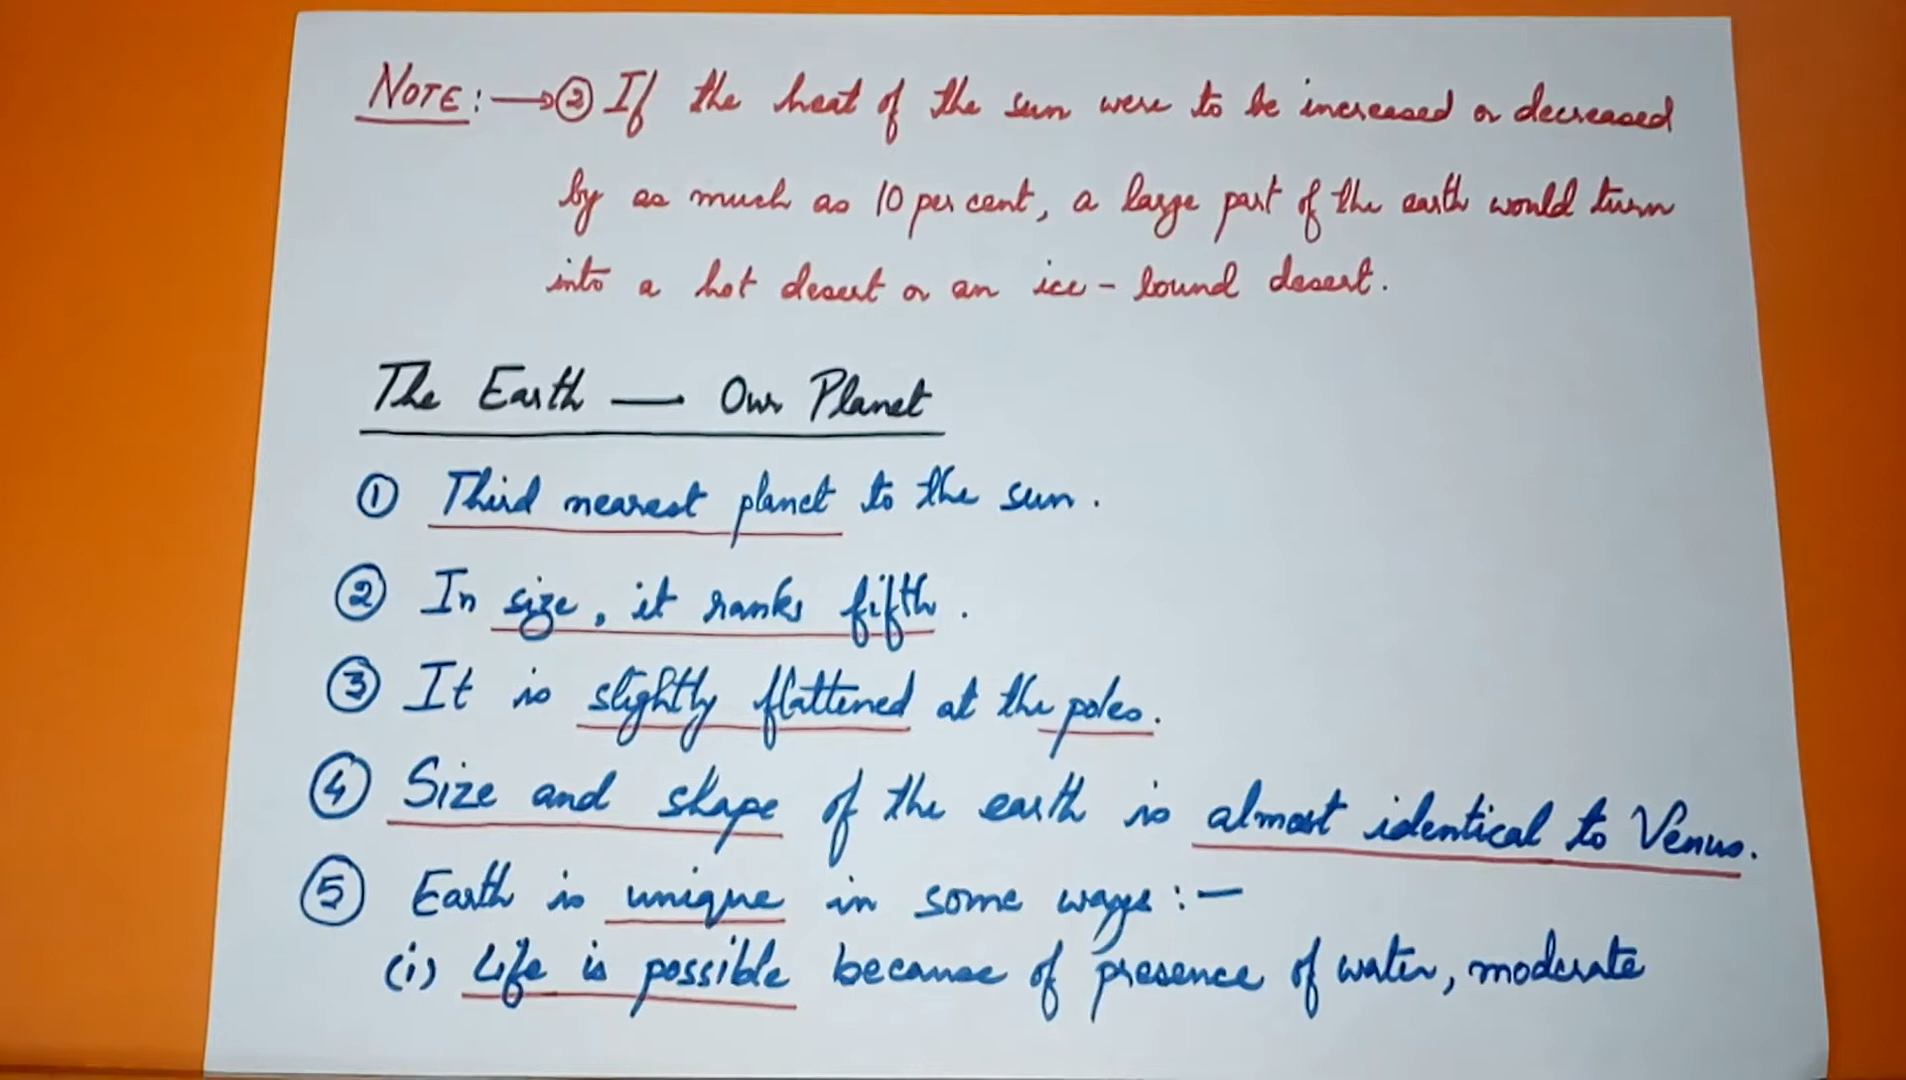 NOTE: → ② If the heat of the sun were to be increased or decreased
by as much as 10 per cent, a large part of the earth would turn
into a hot desert or an ice - bound desert.
The Earth — Our Planet
① Third nearest planet to the sun.
② In size, it ranks fifth.
③ It is slightly flattened at the poles.
④ Size and shape of the earth is almost identical to Venus.
⑤ Earth is unique in some ways :-
(i) Life is possible because of presence of water, moderate